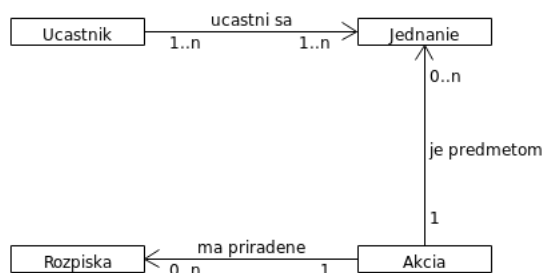 ucastni sa
Ucastnik
Jednanie
1..n
1..n
0..n
je predmetom
1
ma priradene
Rozpiska
Akcia
0..n
1